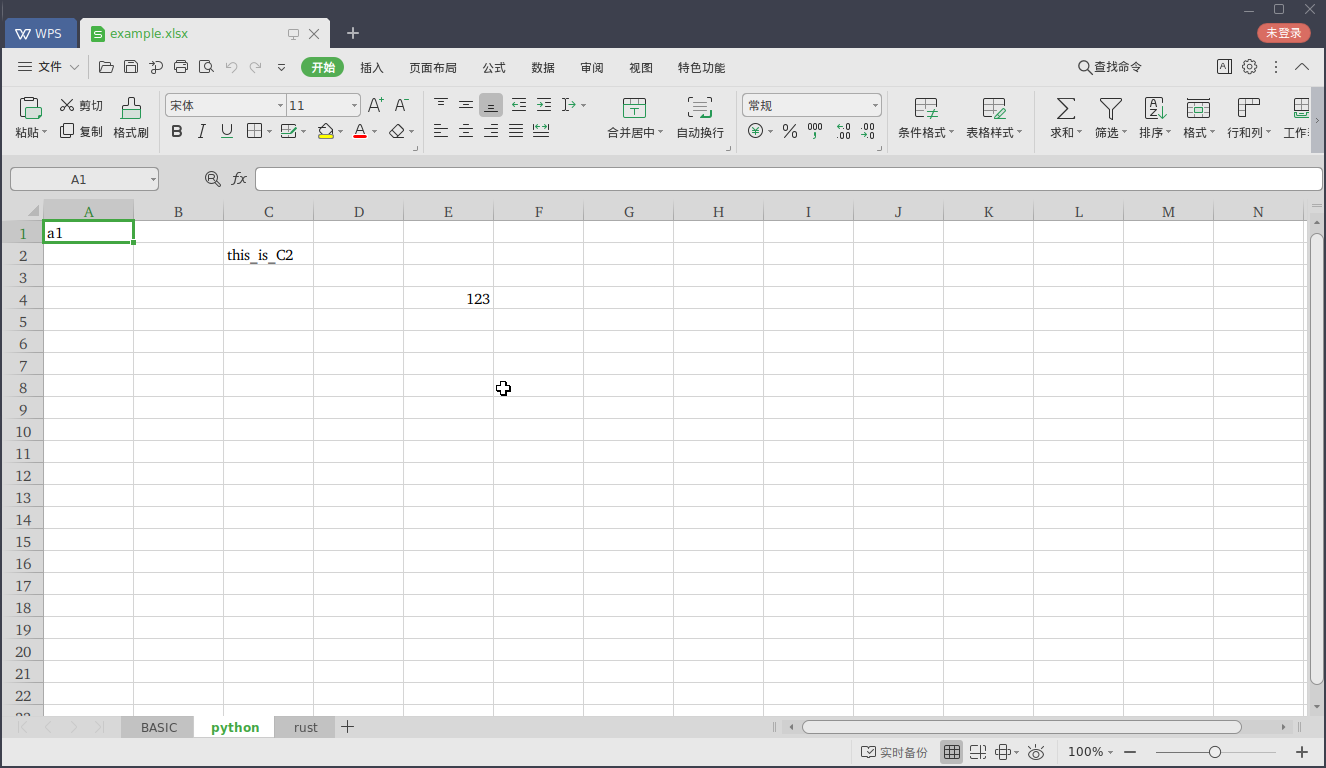 WPS example.xlsx 未登录
文件 开始 插入 页面布局 公式 数据 审阅 视图 特色功能 查找命令
剪切 宋体 11 A+ A- 常规
粘贴 复制 格式刷 B I U A 合并居中 自动换行 % 000 .00 .00 条件格式 表格样式 求和 筛选 排序 格式 行和列 工作
A1 fx
A B C D E F G H I J K L M N
1 a1
2 this_is_C2
3
4 123
5
6
7
8
9
10
11
12
13
14
15
16
17
18
19
20
21
22
BASIC python rust
实时备份 100%